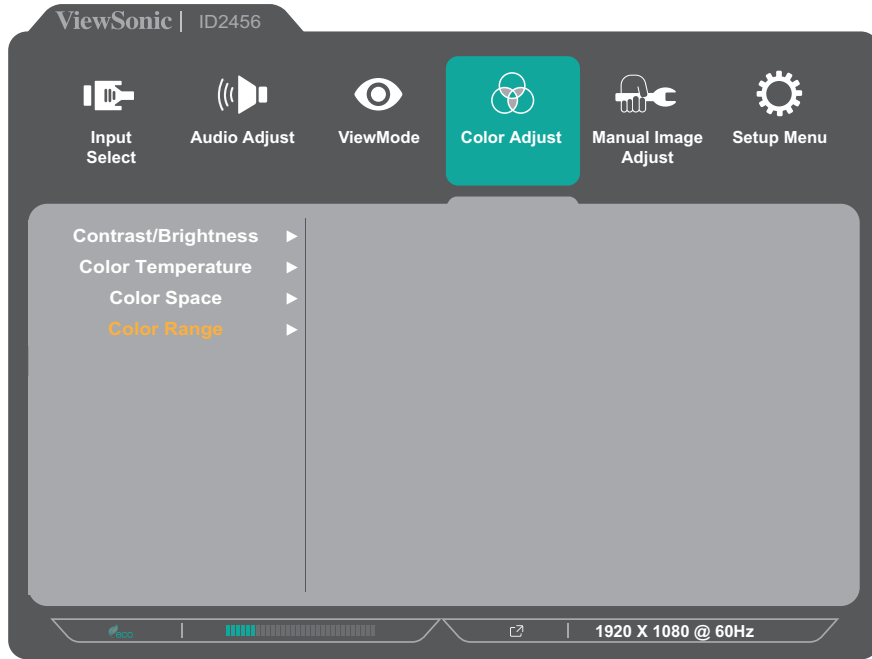 ViewSonic | ID2456
Input Select
Audio Adjust
ViewMode
Color Adjust
Manual Image Adjust
Setup Menu
Contrast/Brightness
Color Temperature
Color Space
Color Range
eco
1920 X 1080 @ 60Hz